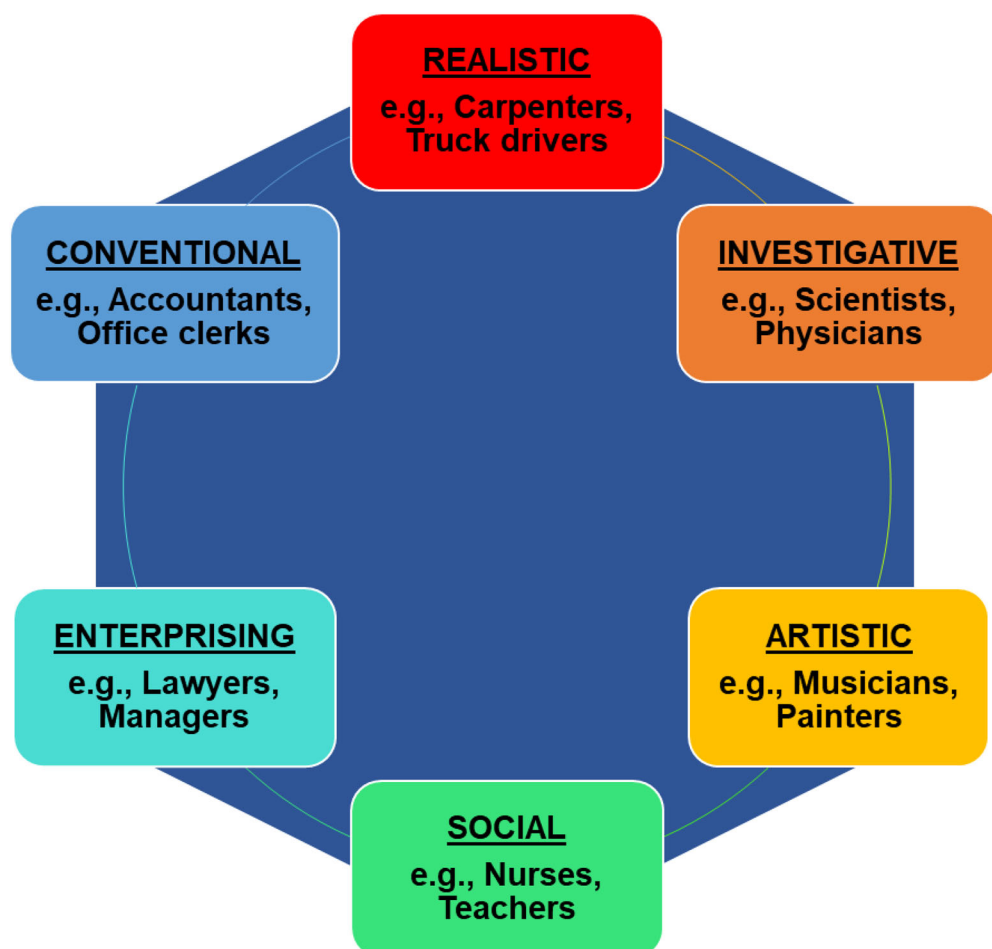 REALISTIC
e.g., Carpenters,
Truck drivers
INVESTIGATIVE
e.g., Scientists,
Physicians
ARTISTIC
e.g., Musicians,
Painters
SOCIAL
e.g., Nurses,
Teachers
ENTERPRISING
e.g., Lawyers,
Managers
CONVENTIONAL
e.g., Accountants,
Office clerks